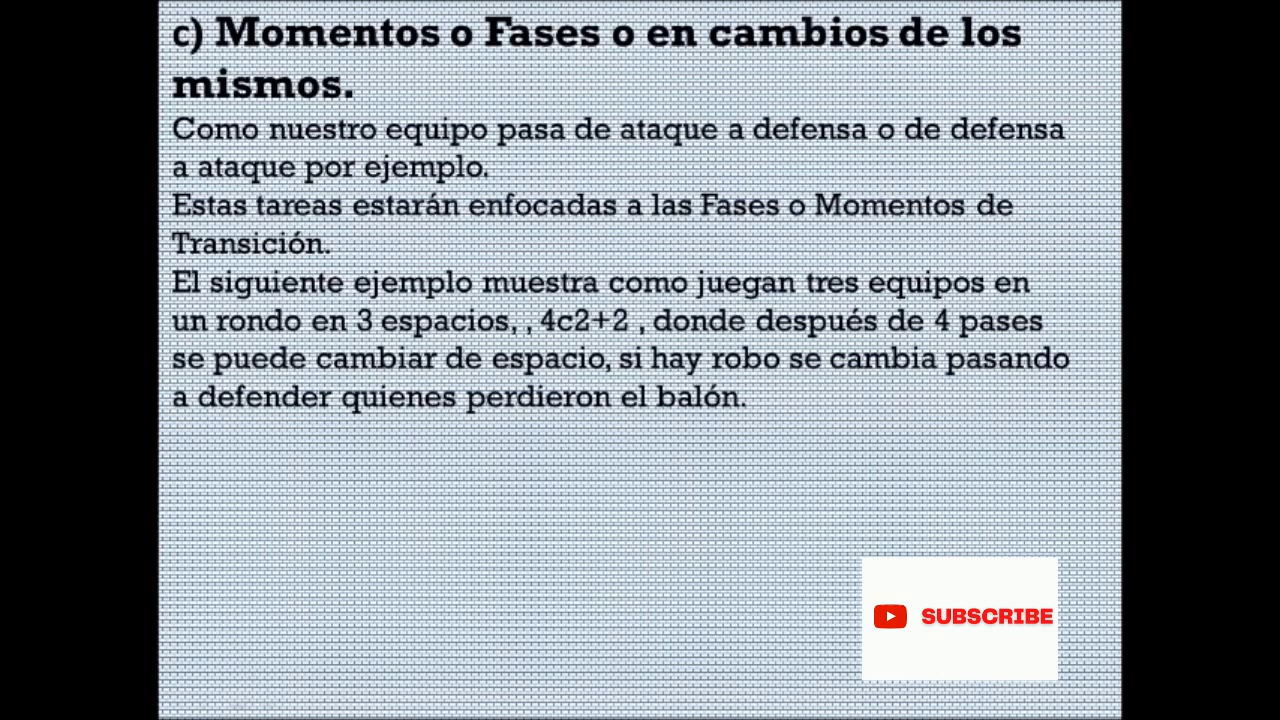 c) Momentos o Fases o en cambios de los
mismos.
Como nuestro equipo pasa de ataque a defensa o de defensa
a ataque por ejemplo.
Estas tareas estarán enfocadas a las Fases o Momentos de
Transición.
El siguiente ejemplo muestra como juegan tres equipos en
un rondo en 3 espacios, , 4c2+2 , donde después de 4 pases
se puede cambiar de espacio, si hay robo se cambia pasando
a defender quienes perdieron el balón.
SUBSCRIBE